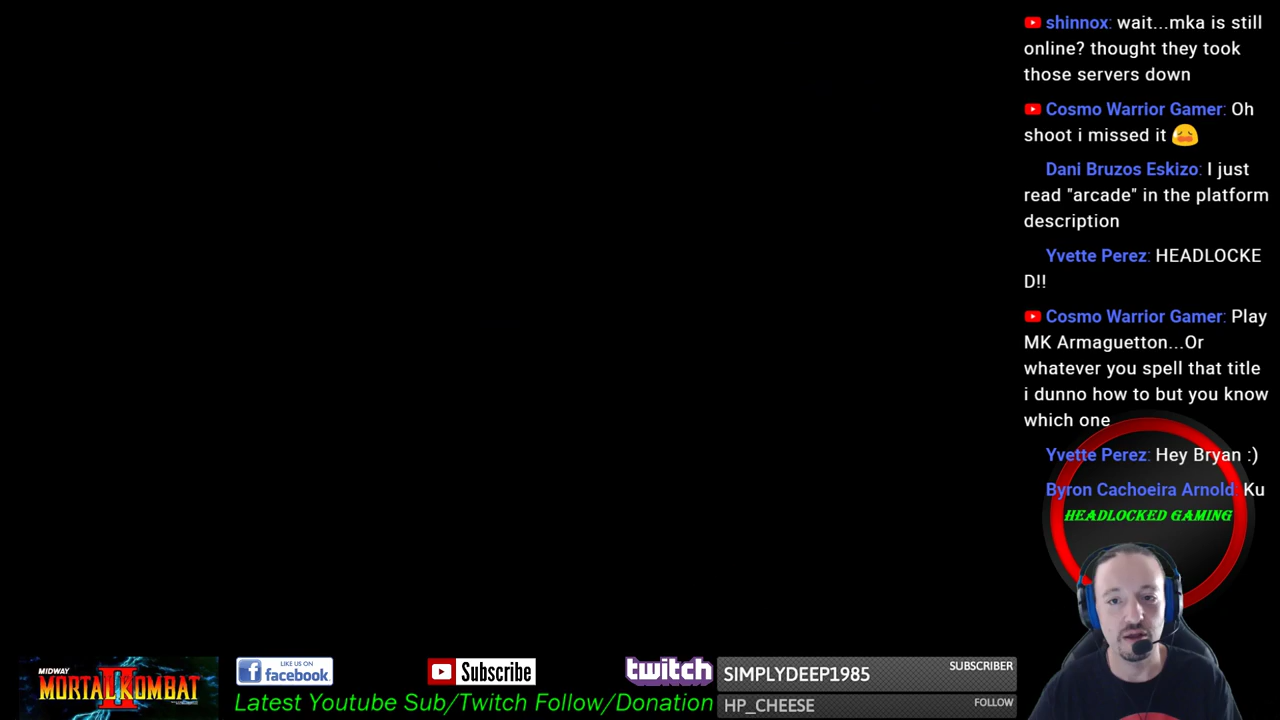 shinnox: wait...mka is still
online? thought they took
those servers down
Cosmo Warrior Gamer: Oh
shoot i missed it
Dani Bruzos Eskizo: I just
read "arcade" in the platform
description
Yvette Perez: HEADLOCKE
D!!
Cosmo Warrior Gamer: Play
MK Armaguetton...Or
whatever you spell that title
i dunno how to but you know
which one
Yvette Perez: Hey Bryan :)
Byron Cachoeira Arnold: Ku
HEADLOCKED GAMING
MIDWAY
MORTAL KOMBAT
II
LIKE US ON
facebook
Subscribe
twitch
SIMPLYDEEP1985
SUBSCRIBER
Latest Youtube Sub/Twitch Follow/Donation
HP_CHEESE
FOLLOW